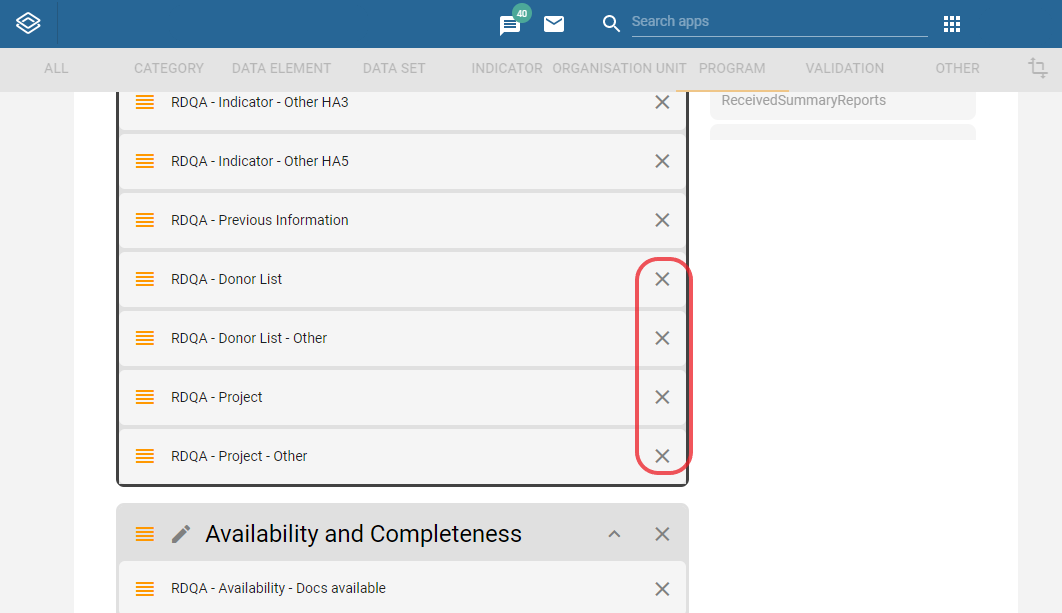 40
Search apps
ALL CATEGORY DATA ELEMENT DATA SET INDICATOR ORGANISATION UNIT PROGRAM VALIDATION OTHER
RDQA - Indicator - Other HA3
ReceivedSummaryReports
RDQA - Indicator - Other HA5
RDQA - Previous Information
RDQA - Donor List
RDQA - Donor List - Other
RDQA - Project
RDQA - Project - Other
Availability and Completeness
RDQA - Availability - Docs available